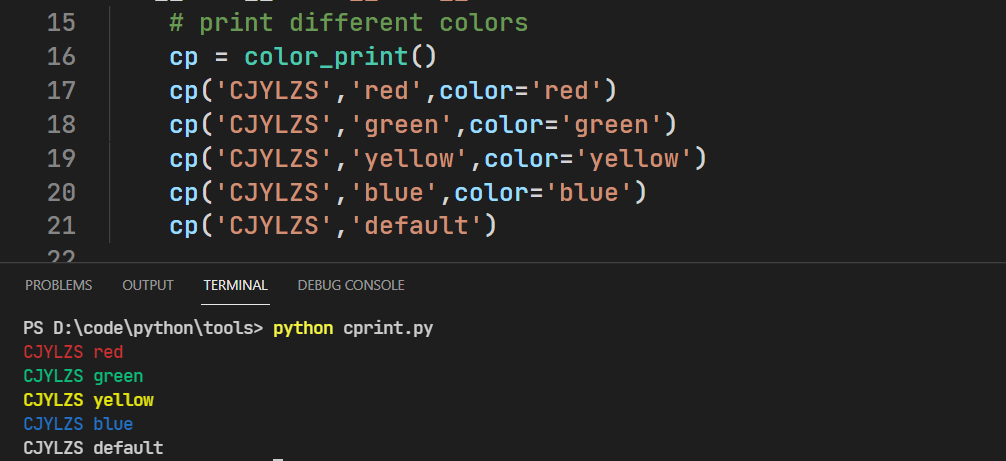 15 # print different colors
16 cp = color_print()
17 cp('CJYLZS','red',color='red')
18 cp('CJYLZS','green',color='green')
19 cp('CJYLZS','yellow',color='yellow')
20 cp('CJYLZS','blue',color='blue')
21 cp('CJYLZS','default')
22
PROBLEMS OUTPUT TERMINAL DEBUG CONSOLE
PS D:\code\python\tools> python cprint.py
CJYLZS red
CJYLZS green
CJYLZS yellow
CJYLZS blue
CJYLZS default